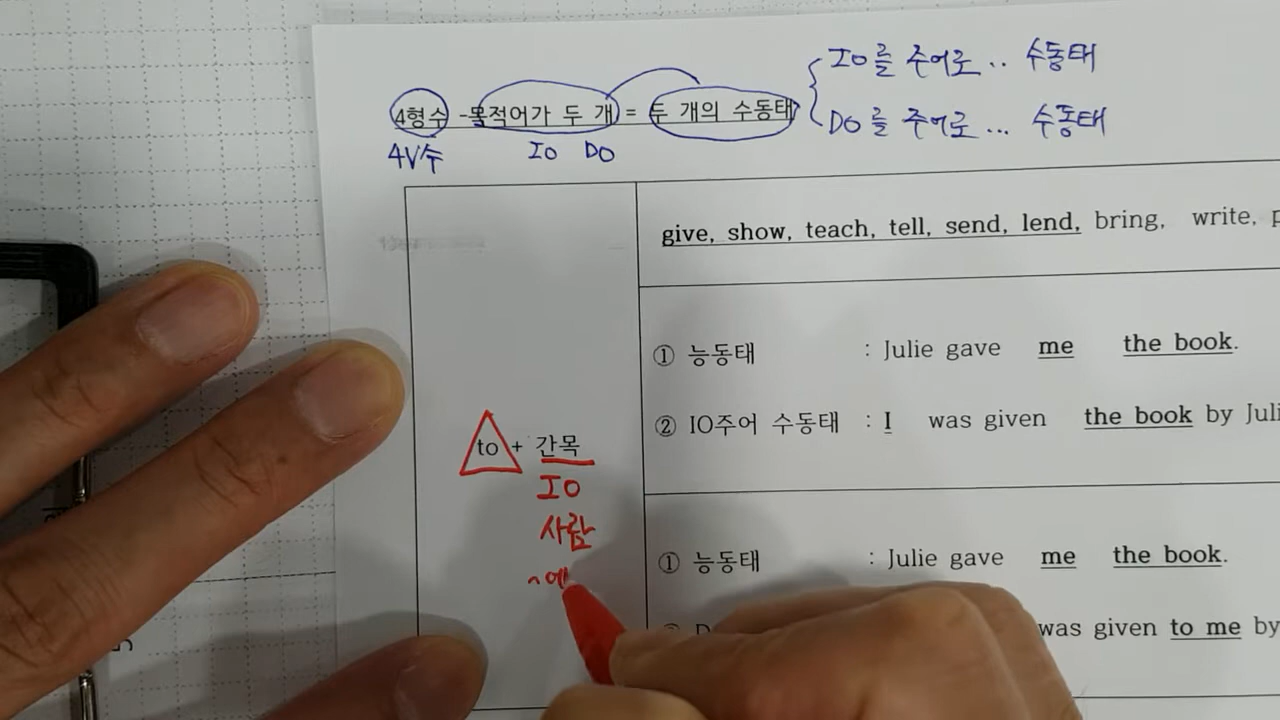 IO를 주어로.. 수동태
4형수 -목적어가 두 개 = 두 개의 수동태
DO를 주어로... 수동태
4V수 IO DO
give, show, teach, tell, send, lend, bring, write,
① 능동태 : Julie gave me the book.
② IO주어 수동태 : I was given the book by
to + 간목
IO
사람
~에
① 능동태 : Julie gave me the book.
was given to me by